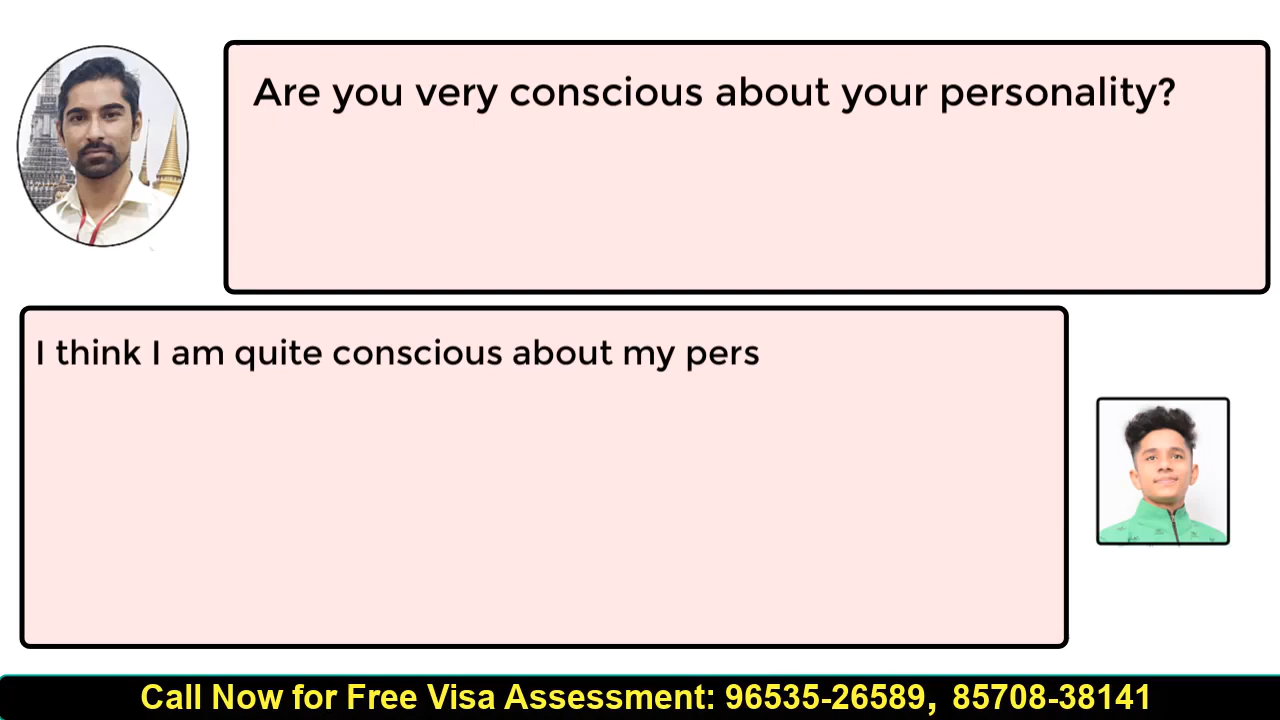 Are you very conscious about your personality?
I think I am quite conscious about my pers
Call Now for Free Visa Assessment: 96535-26589, 85708-38141